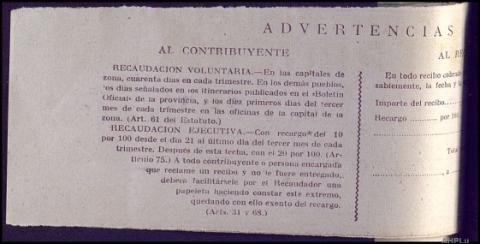 ADVERTENCIAS
AL CONTRIBUYENTE
RECAUDACION VOLUNTARIA.—En las capitales de
zona, cuarenta días en cada trimestre. En los demás pueblos,
los días señalados en los itinerarios publicados en el «Boletín
Oficial» de la provincia, y los diez primeros días del tercer
mes de cada trimestre en las oficinas de la capital de la
zona. (Art. 61 del Estatuto.)
RECAUDACION EJECUTIVA.—Con recargo del 10
por 100 desde el día 21 al último día del tercer mes de cada
trimestre. Después de esta fecha, con el 20 por 100. (Ar-
tículo 75.) A todo contribuyente o persona encargada
que reclame un recibo y no le fuere entregado,
deberá facilitársele por el Recaudador una
papeleta haciendo constar este extremo,
quedando con ello exento del recargo.
(Arts. 31 y 68.)
AL RE
En todo recibo cobrado
sablemente, la fecha y la
Importe del recibo
Recargo ........ por 100
Total
a